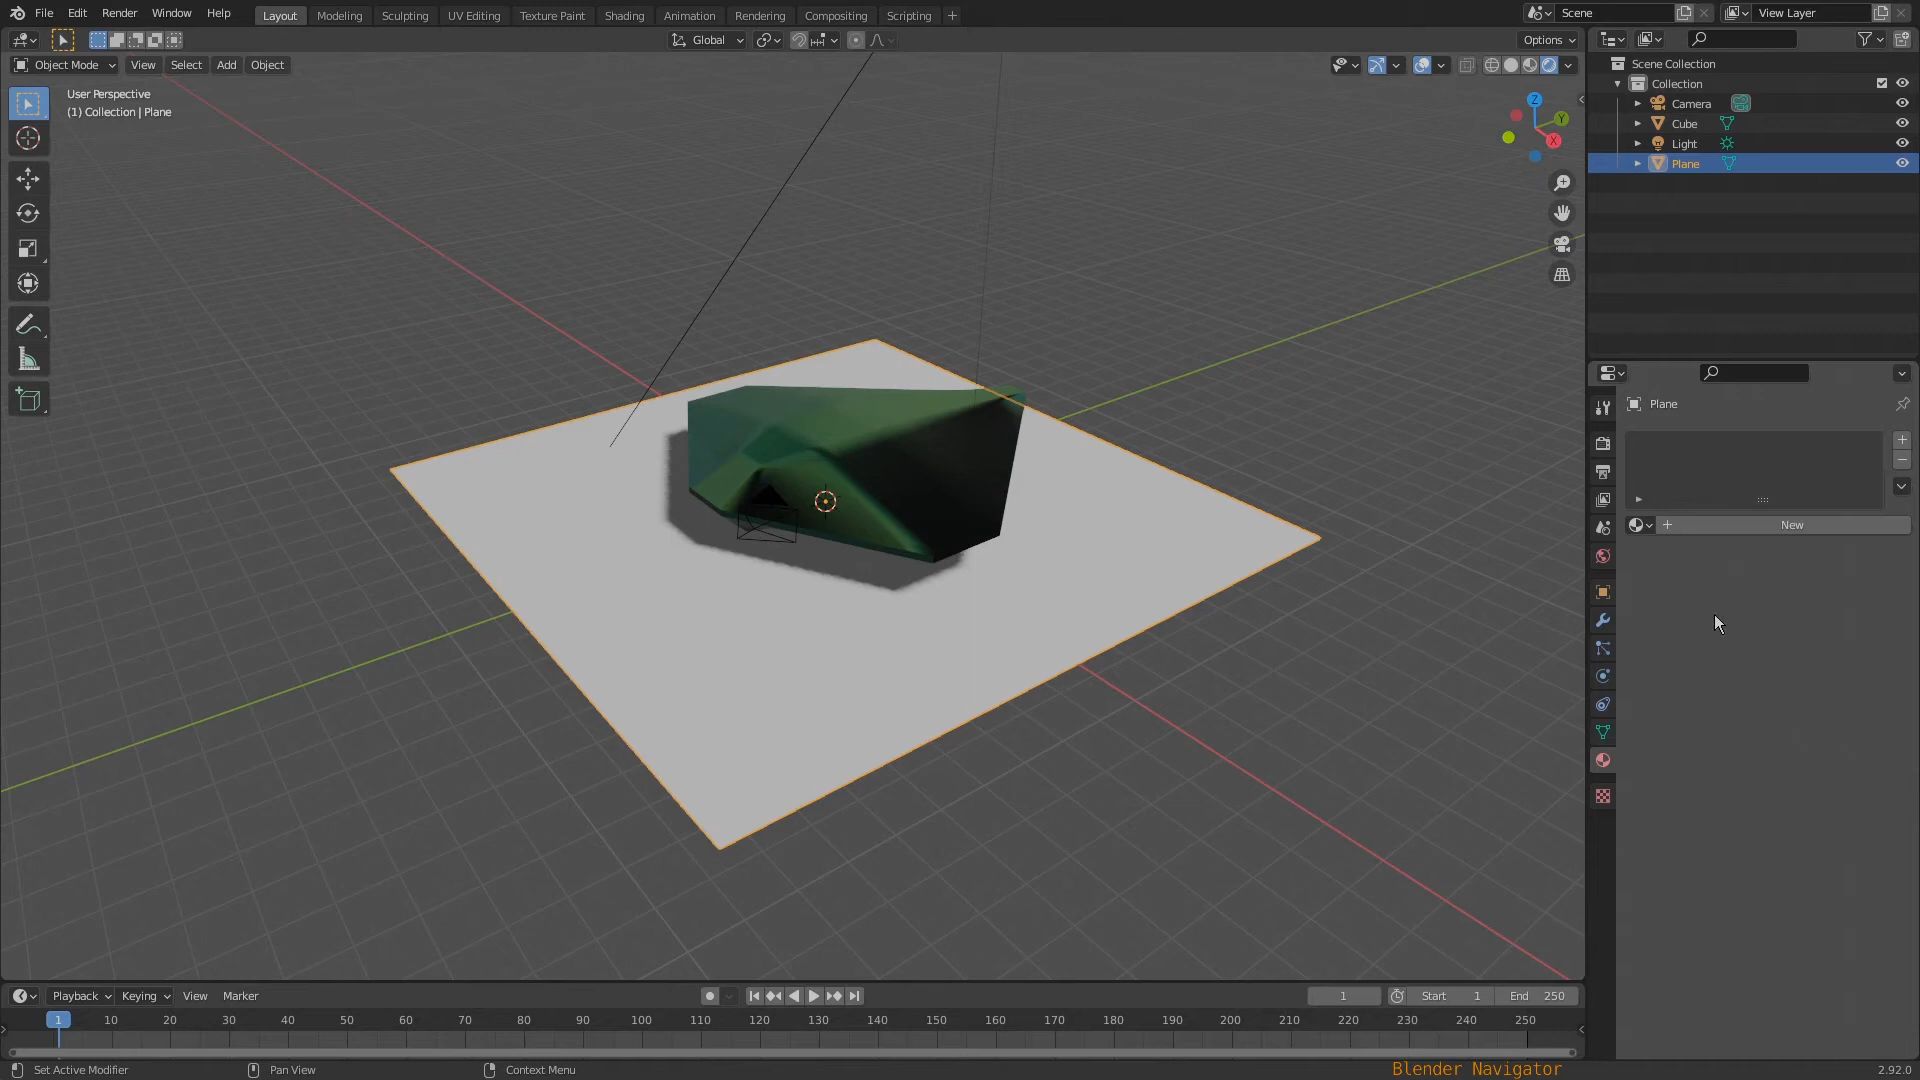 File Edit Render Window Help Layout Modeling Sculpting UV Editing Texture Paint Shading Animation Rendering Compositing Scripting + Scene View Layer
Global Options
Object Mode View Select Add Object
User Perspective
(1) Collection | Plane
Z
Y
X
Scene Collection
Collection
Camera
Cube
Light
Plane
Plane
New
Playback Keying View Marker 1 Start 1 End 250
1 10 20 30 40 50 60 70 80 90 100 110 120 130 140 150 160 170 180 190 200 210 220 230 240 250
Set Active Modifier Pan View Context Menu Blender Navigator 2.92.0